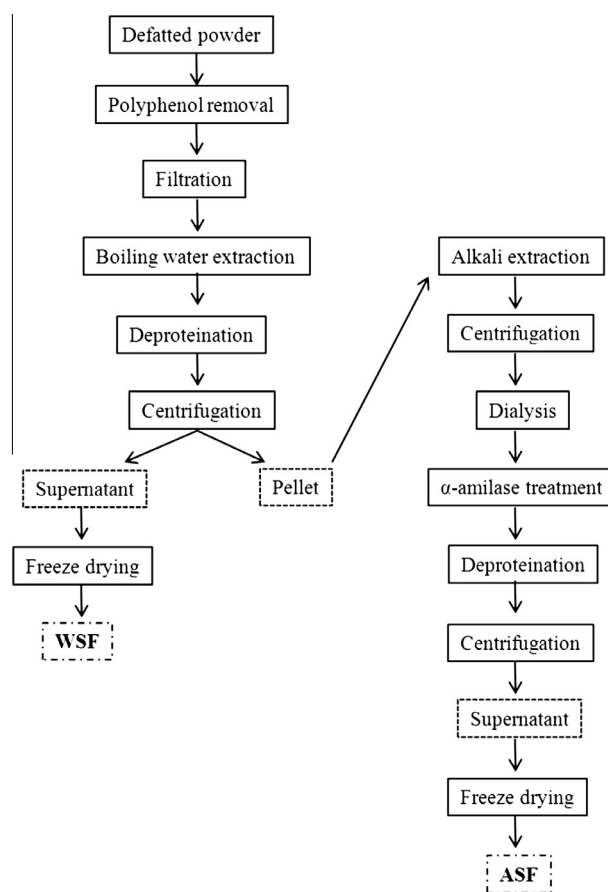 Defatted powder
Polyphenol removal
Filtration
Boiling water extraction
Deproteination
Centrifugation
Supernatant
Pellet
Freeze drying
WSF
Alkali extraction
Centrifugation
Dialysis
α-amilase treatment
Deproteination
Centrifugation
Supernatant
Freeze drying
ASF